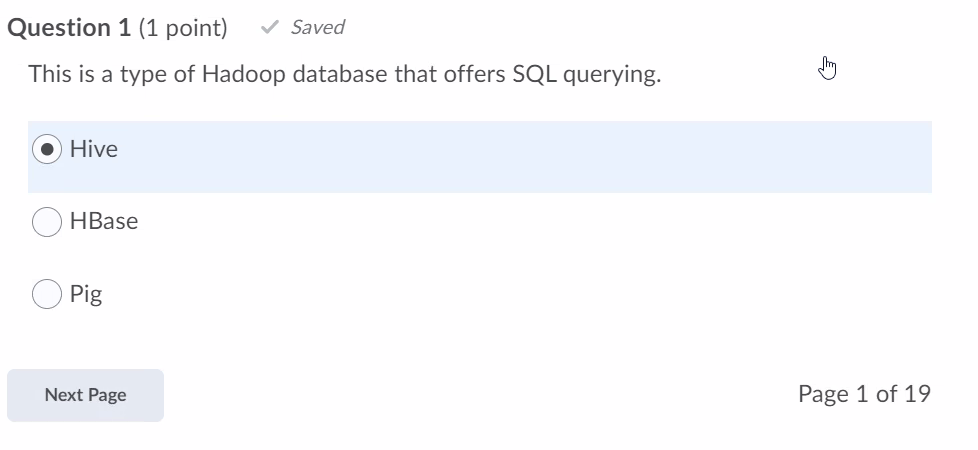 Question 1 (1 point) ✓ Saved
This is a type of Hadoop database that offers SQL querying.
Hive
HBase
Pig
Next Page Page 1 of 19